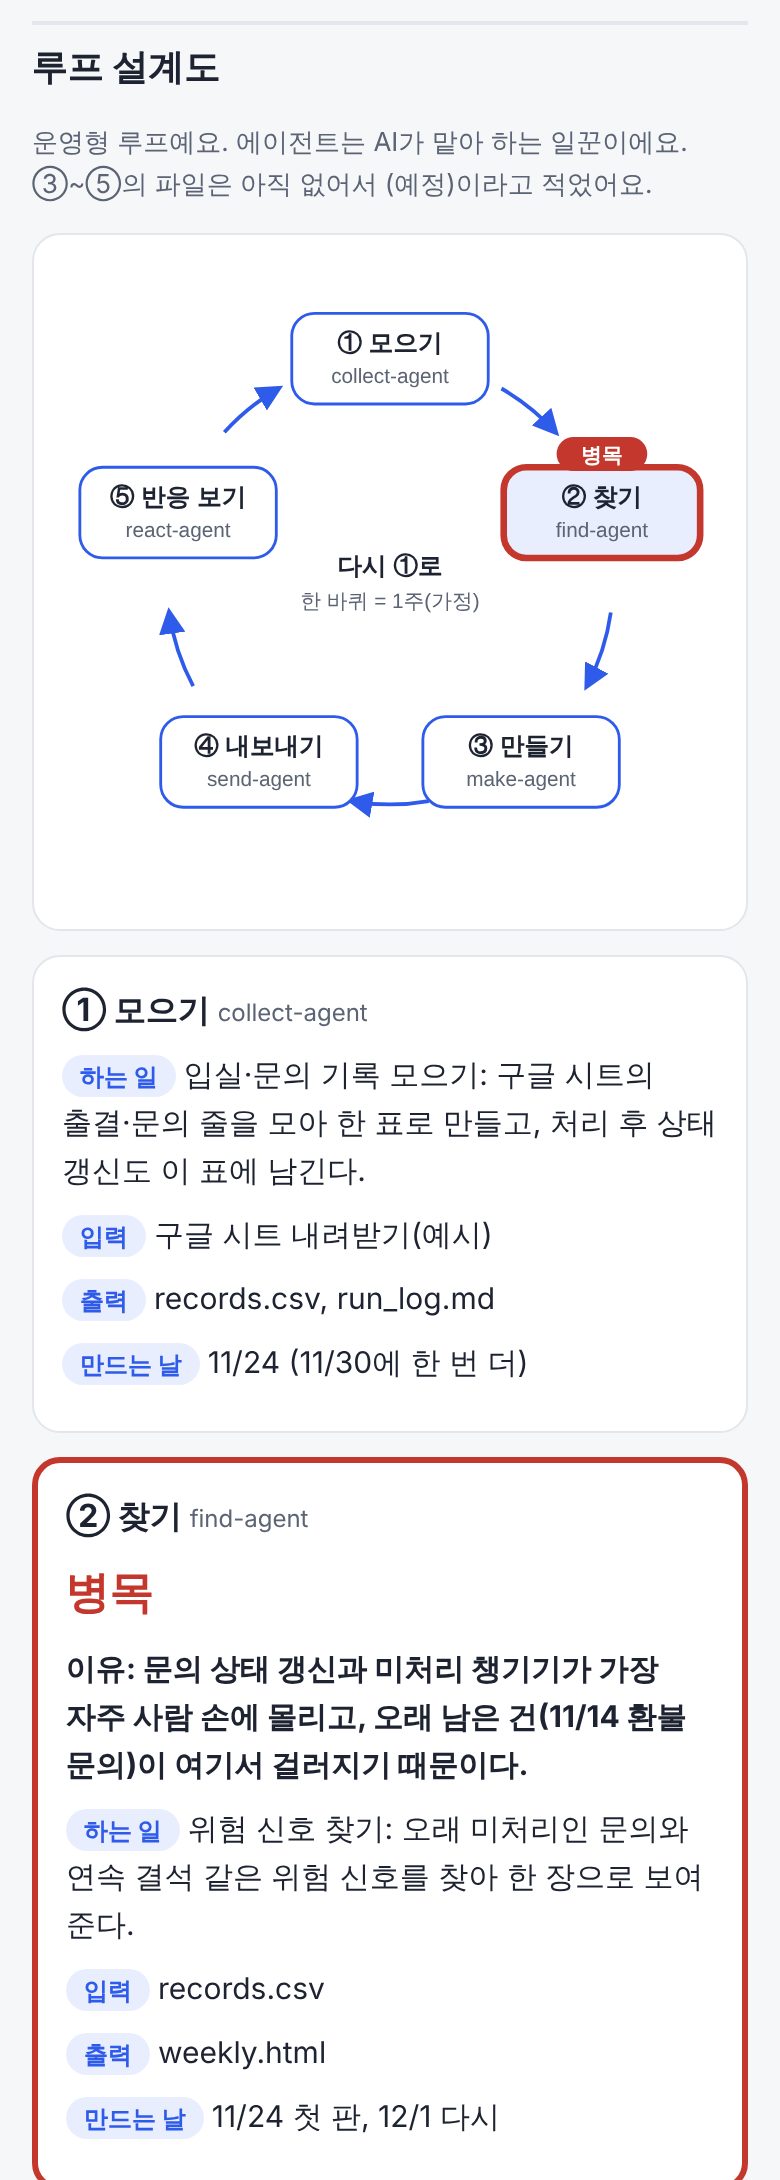 루프 설계도
운영형 루프예요. 에이전트는 AI가 맡아 하는 일꾼이에요.
③~⑤의 파일은 아직 없어서 (예정)이라고 적었어요.
① 모으기
collect-agent
병목
⑤ 반응 보기
react-agent
② 찾기
find-agent
다시 ①로
한 바퀴 = 1주(가정)
④ 내보내기
send-agent
③ 만들기
make-agent
① 모으기 collect-agent
하는 일 입실·문의 기록 모으기: 구글 시트의
출결·문의 줄을 모아 한 표로 만들고, 처리 후 상태
갱신도 이 표에 남긴다.
입력 구글 시트 내려받기(예시)
출력 records.csv, run_log.md
만드는 날 11/24 (11/30에 한 번 더)
② 찾기 find-agent
병목
이유: 문의 상태 갱신과 미처리 챙기기가 가장
자주 사람 손에 몰리고, 오래 남은 건(11/14 환불
문의)이 여기서 걸러지기 때문이다.
하는 일 위험 신호 찾기: 오래 미처리인 문의와
연속 결석 같은 위험 신호를 찾아 한 장으로 보여
준다.
입력 records.csv
출력 weekly.html
만드는 날 11/24 첫 판, 12/1 다시